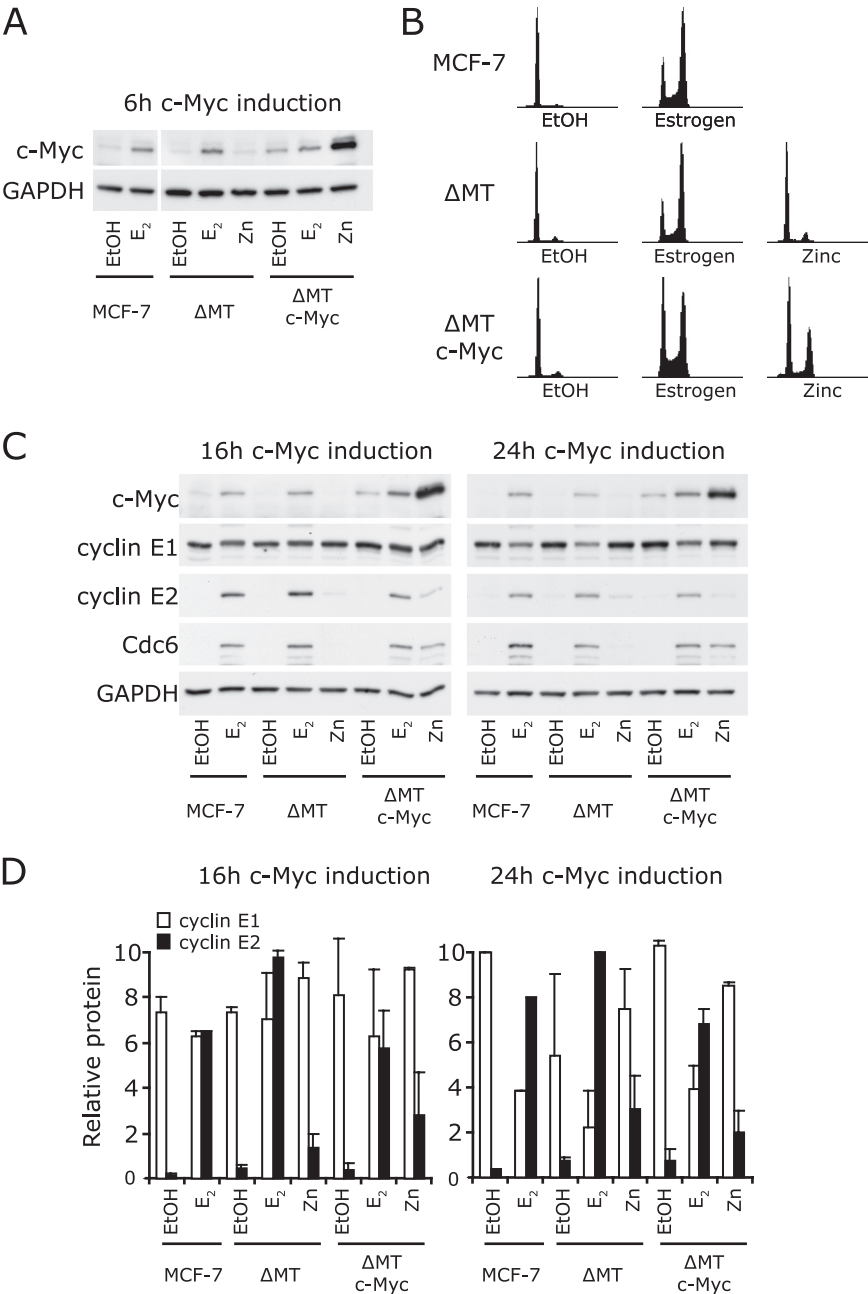 A
6h c-Myc induction
c-Myc
GAPDH
EtOH E₂ EtOH E₂ Zn EtOH E₂ Zn
MCF-7 ΔMT ΔMT c-Myc
B
MCF-7
EtOH Estrogen
ΔMT
EtOH Estrogen Zinc
ΔMT c-Myc
EtOH Estrogen Zinc
C
16h c-Myc induction 24h c-Myc induction
c-Myc
cyclin E1
cyclin E2
Cdc6
GAPDH
EtOH E₂ EtOH E₂ Zn EtOH E₂ Zn EtOH E₂ EtOH E₂ Zn EtOH E₂ Zn
MCF-7 ΔMT ΔMT c-Myc MCF-7 ΔMT ΔMT c-Myc
D
16h c-Myc induction 24h c-Myc induction
cyclin E1
cyclin E2
Relative protein
10 10
8 8
6 6
4 4
2 2
0 0
EtOH E₂ EtOH E₂ Zn EtOH E₂ Zn EtOH E₂ EtOH E₂ Zn EtOH E₂ Zn
MCF-7 ΔMT ΔMT c-Myc MCF-7 ΔMT ΔMT c-Myc